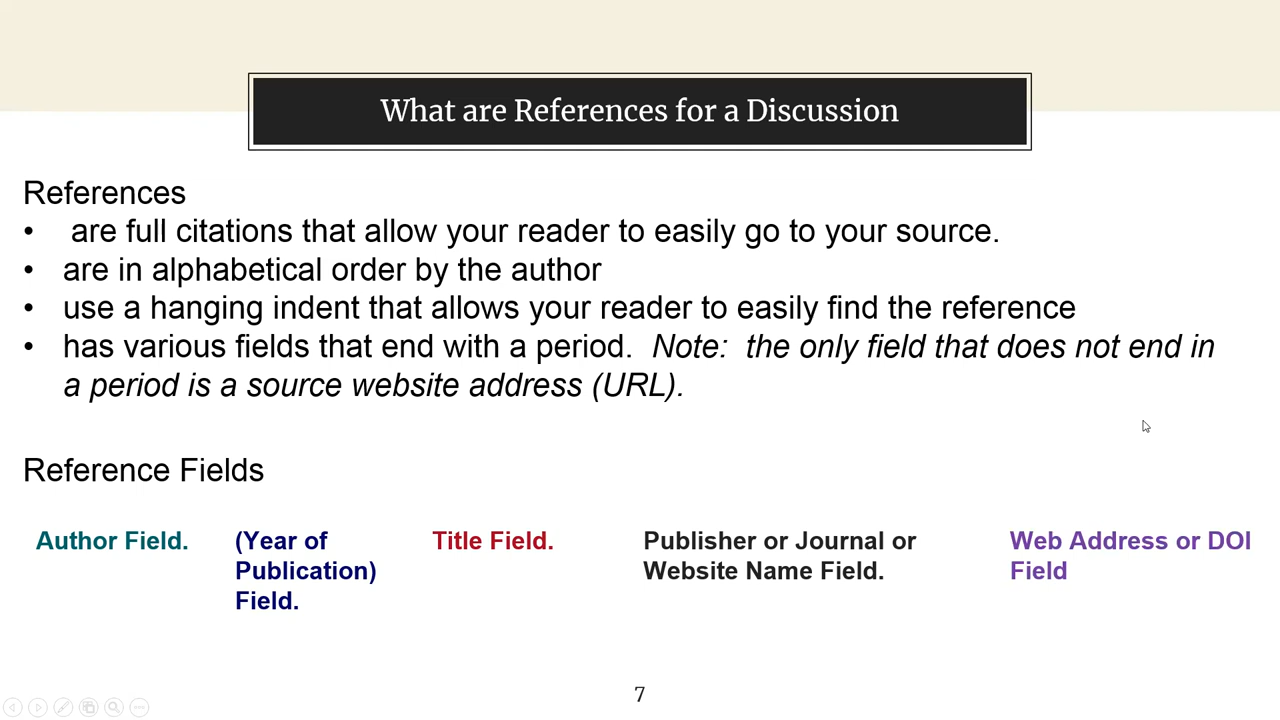 What are References for a Discussion
References
• are full citations that allow your reader to easily go to your source.
• are in alphabetical order by the author
• use a hanging indent that allows your reader to easily find the reference
• has various fields that end with a period. Note: the only field that does not end in
a period is a source website address (URL).
Reference Fields
Author Field.
(Year of
Publication)
Field.
Title Field.
Publisher or Journal or
Website Name Field.
Web Address or DOI
Field
7